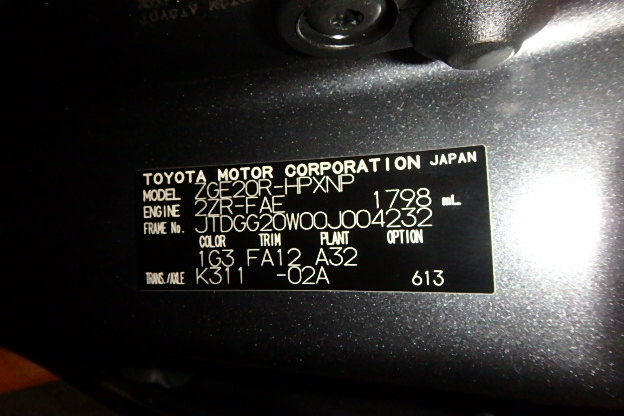 TOYOTA MOTOR CORPORATION JAPAN
MODEL ZGE20R-HPXNP
ENGINE 2ZR-FAE 1798 mL
FRAME No. JTDGG20W00J004232
COLOR TRIM PLANT OPTION
1G3 FA12 A32
TRANS./AXLE K311 -02A 613